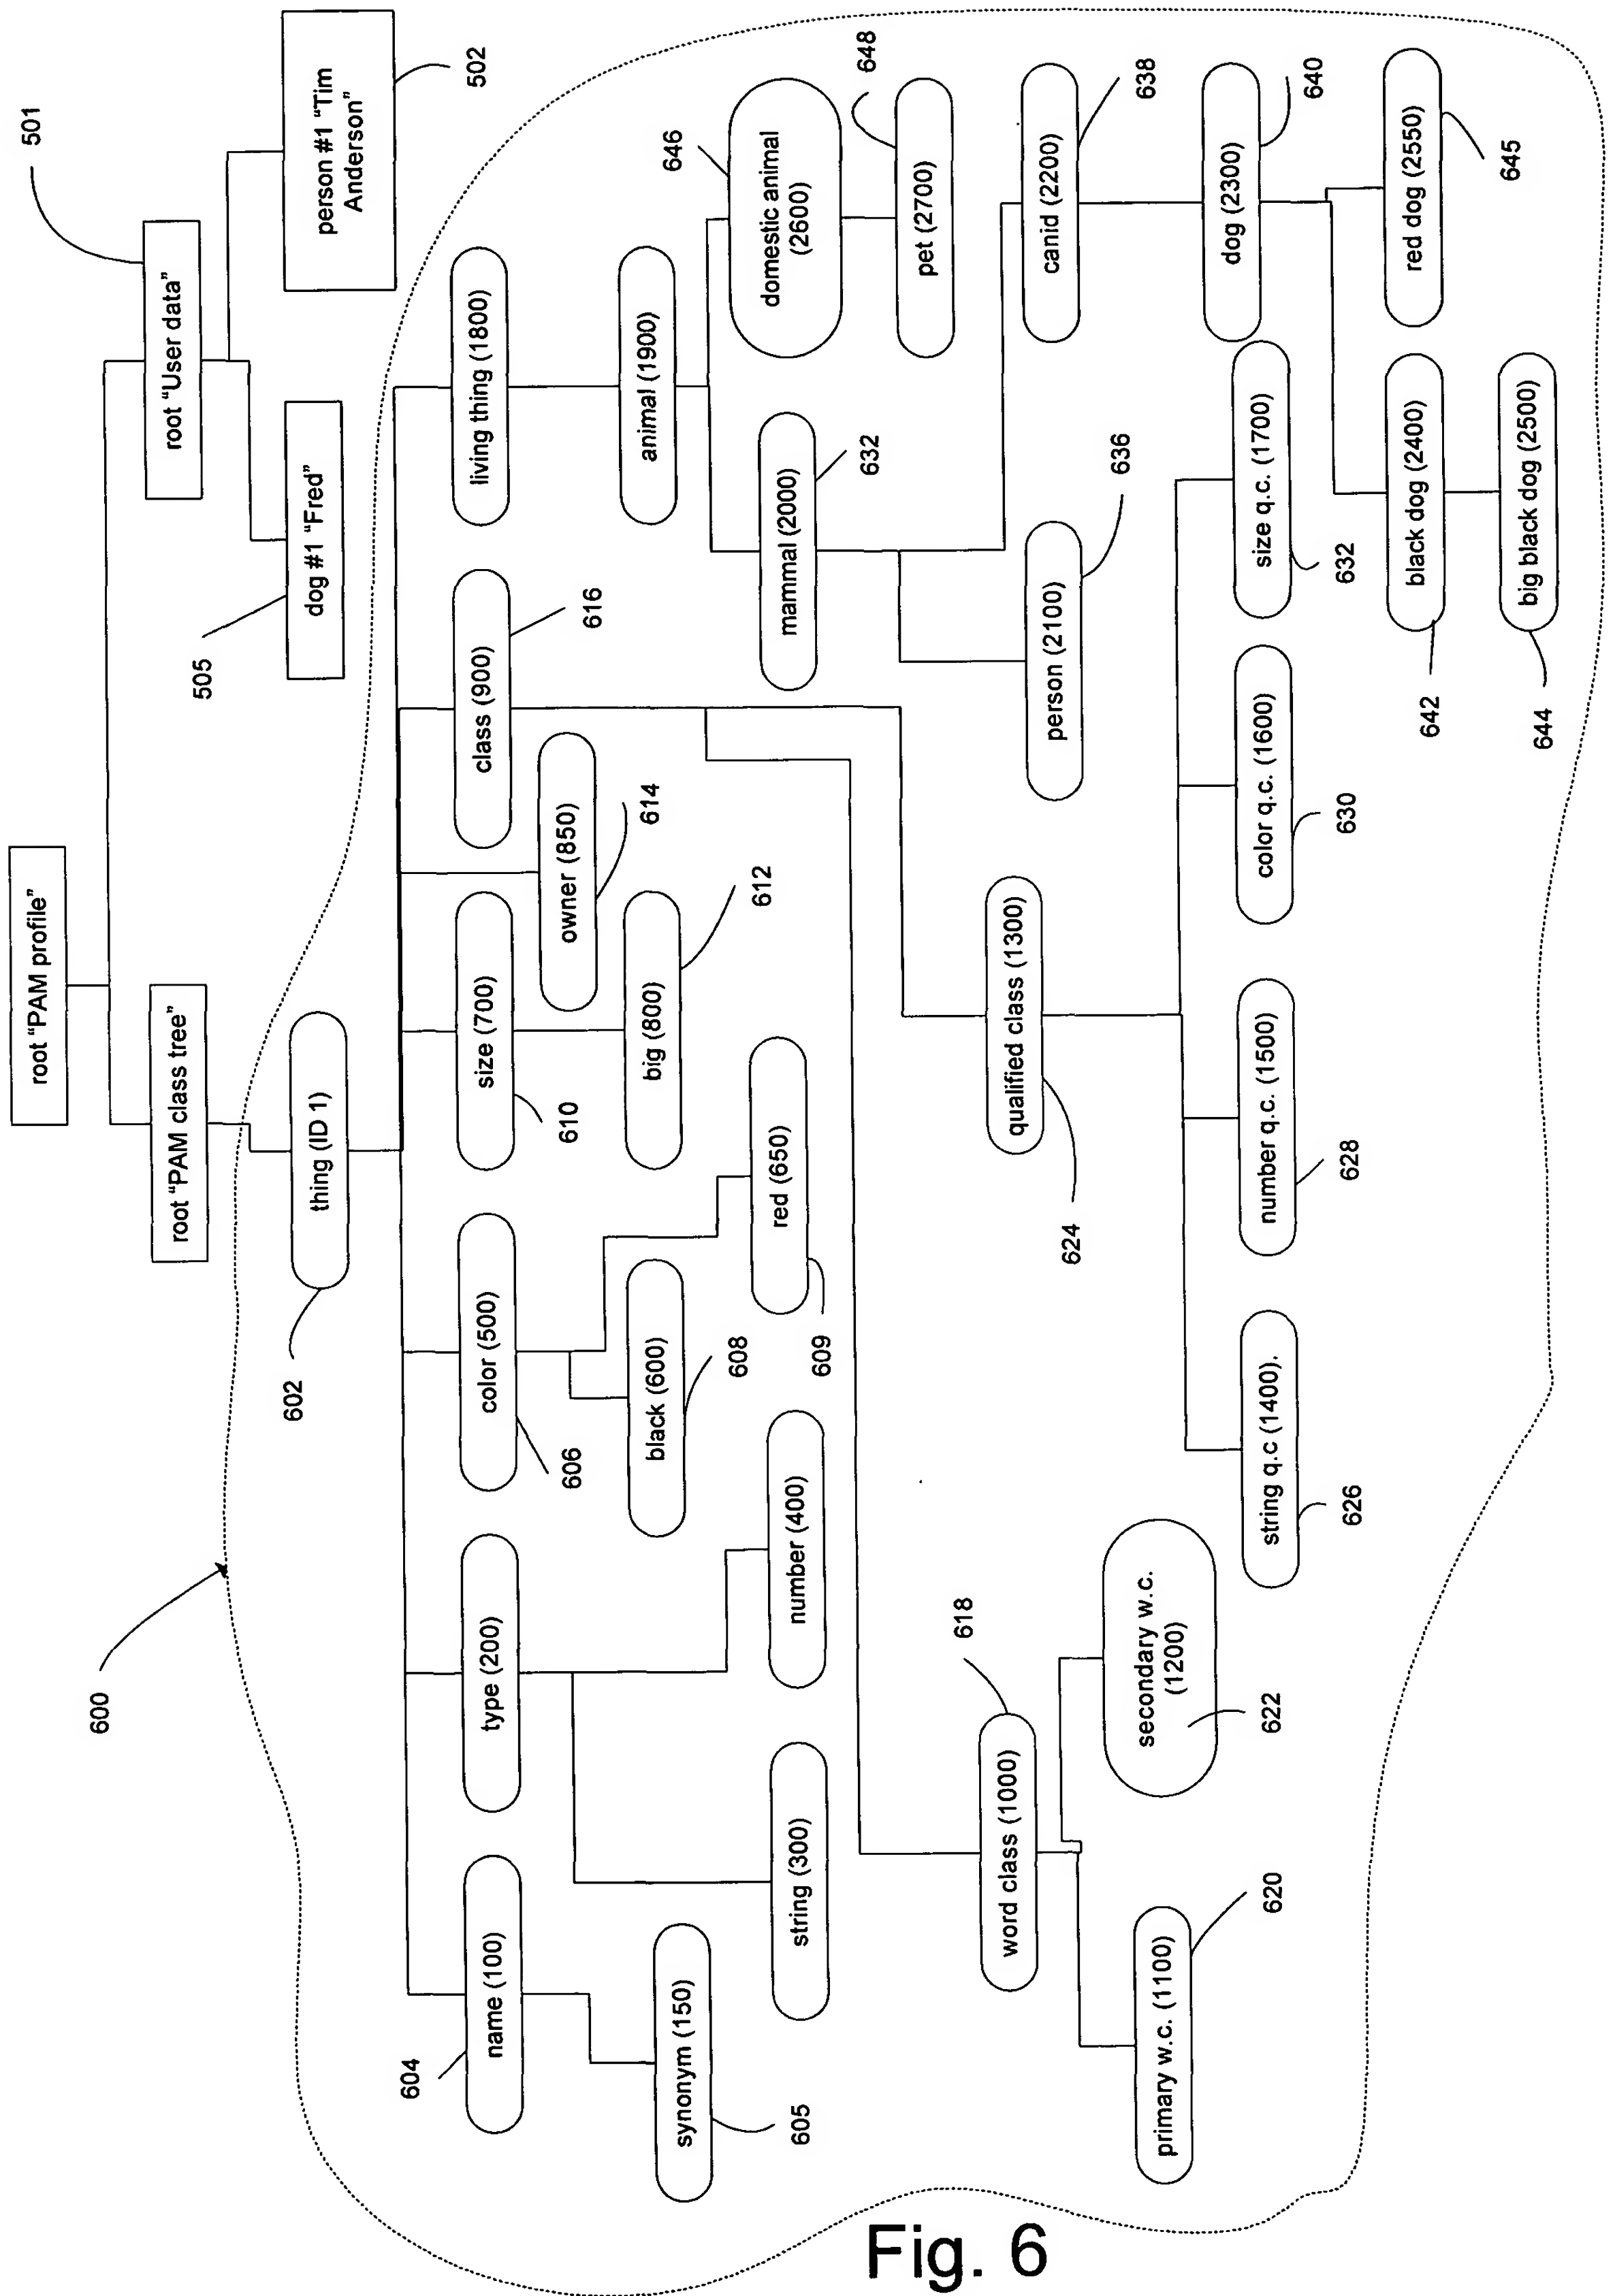 root “PAM profile”
root “PAM class tree”
root “User data”
501
dog #1 “Fred”
505
person #1 “Tim
Anderson”
502
600
602
thing (ID 1)
604
name (100)
type (200)
color (500)
606
size (700)
610
class (900)
616
living thing (1800)
synonym (150)
605
string (300)
number (400)
black (600)
608
red (650)
609
big (800)
612
owner (850)
614
animal (1900)
mammal (2000)
632
domestic animal
(2600)
646
pet (2700)
648
word class (1000)
618
primary w.c. (1100)
620
secondary w.c.
(1200)
622
qualified class (1300)
624
person (2100)
636
canid (2200)
638
string q.c (1400).
626
number q.c. (1500)
628
color q.c. (1600)
630
size q.c. (1700)
632
dog (2300)
640
black dog (2400)
642
red dog (2550)
645
big black dog (2500)
644
Fig. 6